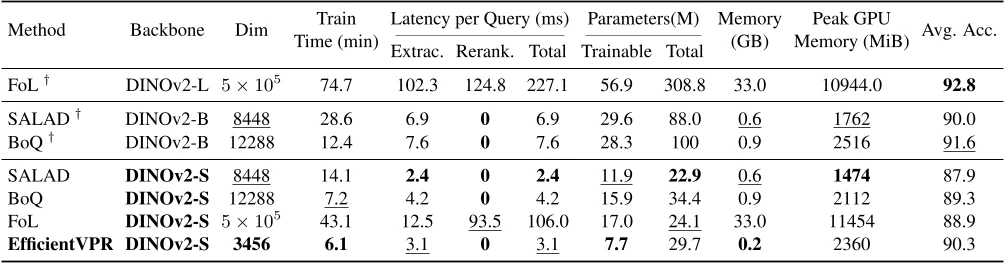 Method Backbone Dim Train Time (min) Latency per Query (ms) Parameters(M) Memory (GB) Peak GPU Memory (MiB) Avg. Acc.
Extrac. Rerank. Total Trainable Total
FoL † DINOv2-L 5 × 10⁵ 74.7 102.3 124.8 227.1 56.9 308.8 33.0 10944.0 92.8
SALAD † DINOv2-B 8448 28.6 6.9 0 6.9 29.6 88.0 0.6 1762 90.0
BoQ † DINOv2-B 12288 12.4 7.6 0 7.6 28.3 100 0.9 2516 91.6
SALAD DINOv2-S 8448 14.1 2.4 0 2.4 11.9 22.9 0.6 1474 87.9
BoQ DINOv2-S 12288 7.2 4.2 0 4.2 15.9 34.4 0.9 2112 89.3
FoL DINOv2-S 5 × 10⁵ 43.1 12.5 93.5 106.0 17.0 24.1 33.0 11454 88.9
EfficientVPR DINOv2-S 3456 6.1 3.1 0 3.1 7.7 29.7 0.2 2360 90.3